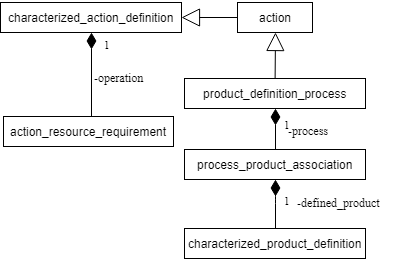 characterized_action_definition
action
1
-operation
product_definition_process
action_resource_requirement
1
-process
process_product_association
1
-defined_product
characterized_product_definition